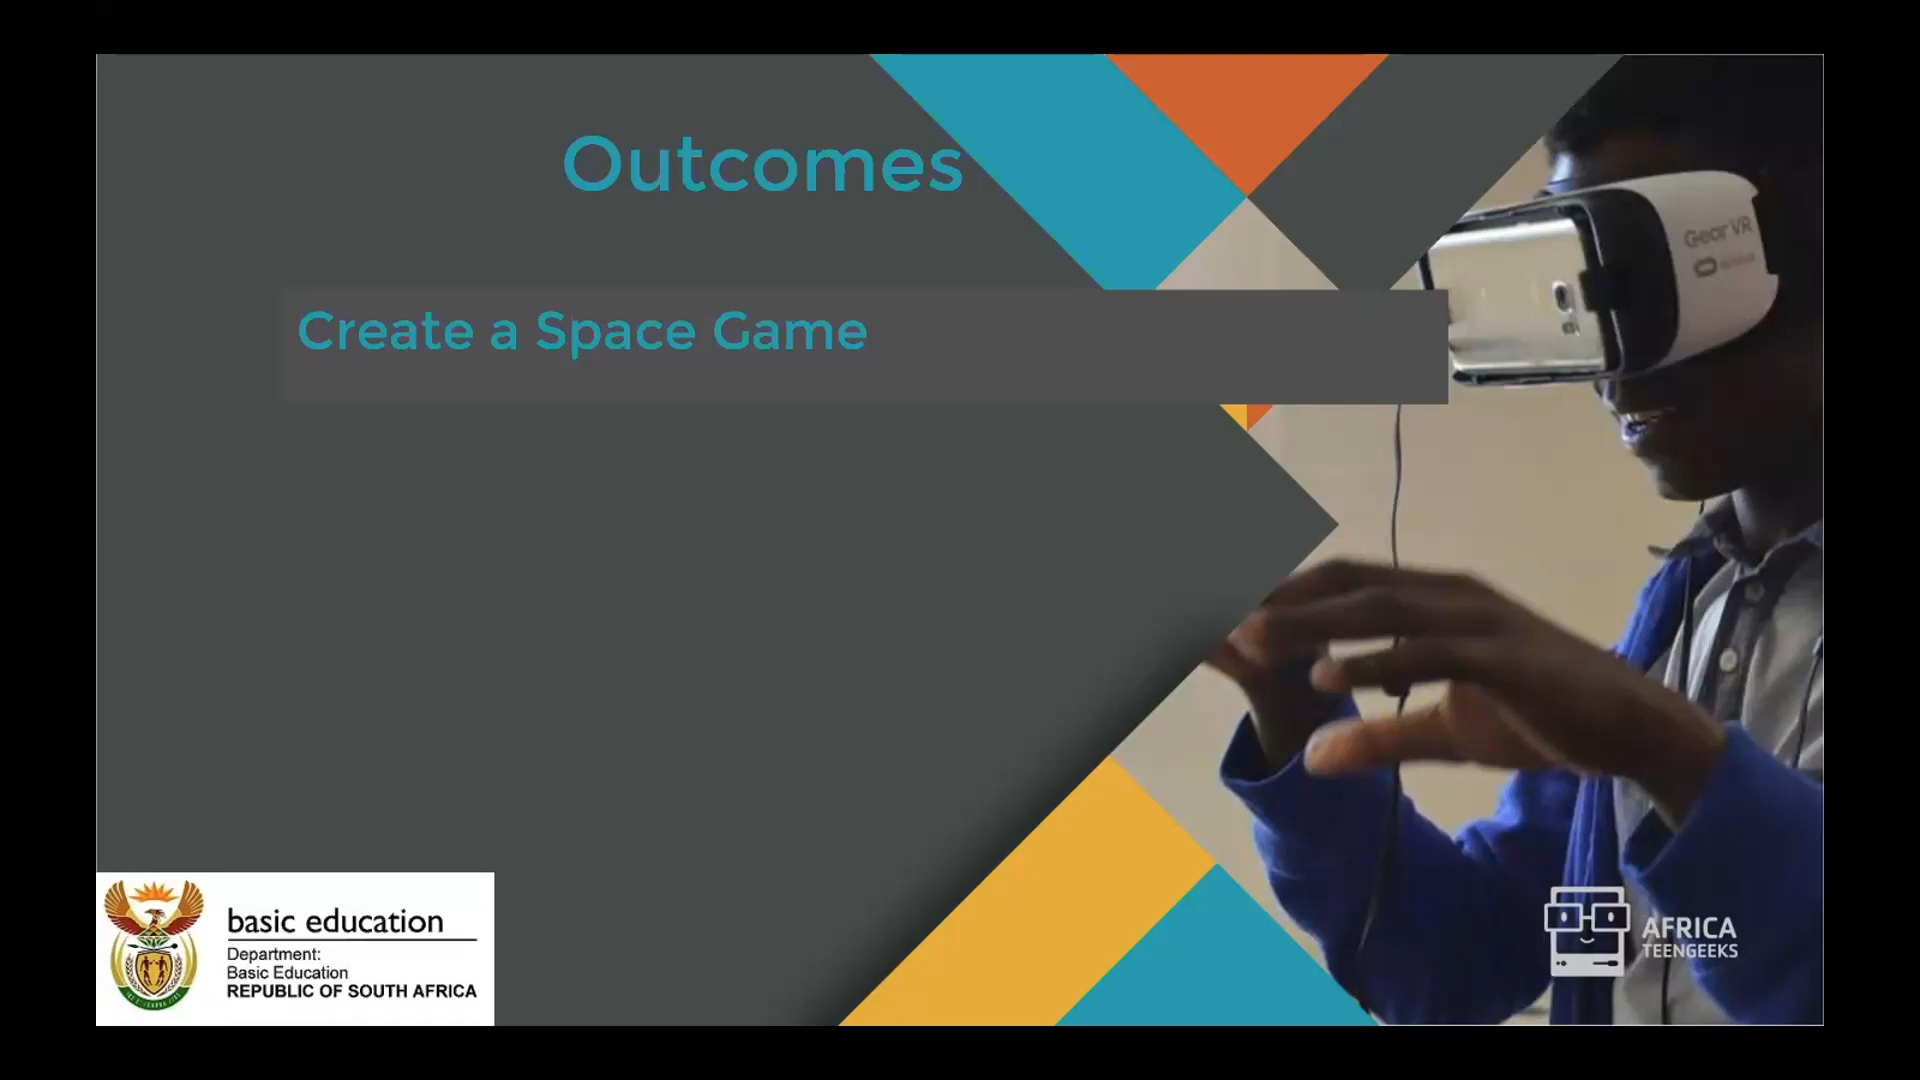 Outcomes
Create a Space Game
Gear VR
basic education
Department:
Basic Education
REPUBLIC OF SOUTH AFRICA
AFRICA
TEENGEEKS